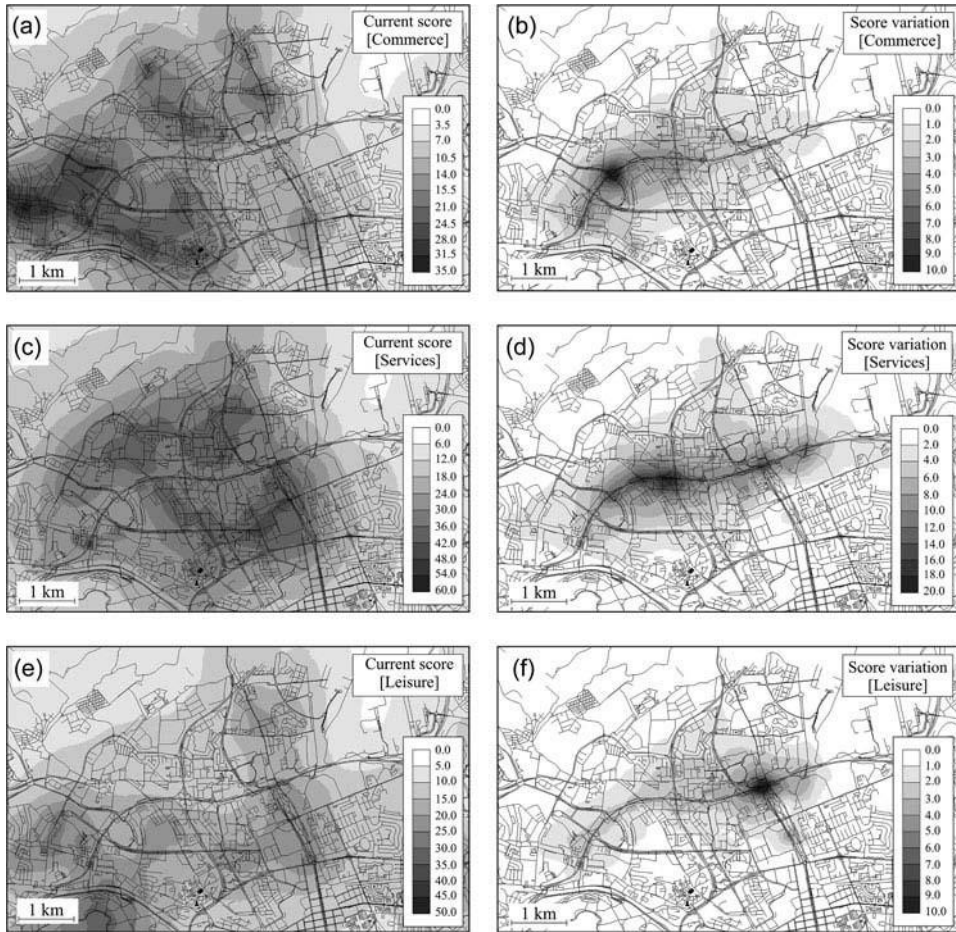 (a)
Current score
[Commerce]
0.0
3.5
7.0
10.5
14.0
15.5
21.0
24.5
28.0
31.5
35.0
1 km
(b)
Score variation
[Commerce]
0.0
1.0
2.0
3.0
4.0
5.0
6.0
7.0
8.0
9.0
10.0
1 km
(c)
Current score
[Services]
0.0
6.0
12.0
18.0
24.0
30.0
36.0
42.0
48.0
54.0
60.0
1 km
(d)
Score variation
[Services]
0.0
2.0
4.0
6.0
8.0
10.0
12.0
14.0
16.0
18.0
20.0
1 km
(e)
Current score
[Leisure]
0.0
5.0
10.0
15.0
20.0
25.0
30.0
35.0
40.0
45.0
50.0
1 km
(f)
Score variation
[Leisure]
0.0
1.0
2.0
3.0
4.0
5.0
6.0
7.0
8.0
9.0
10.0
1 km